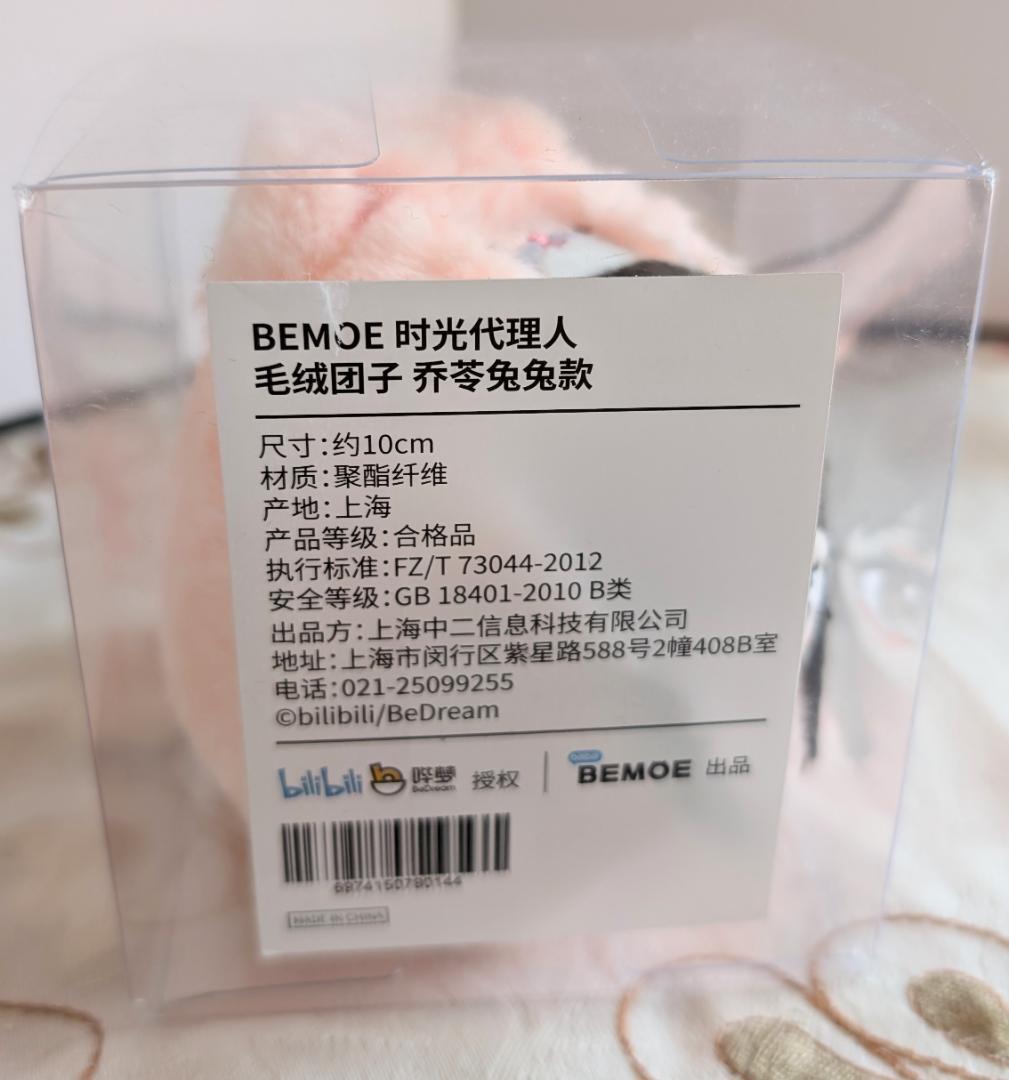 BEMOE 时光代理人
毛绒团子 乔苓兔兔款
尺寸:约10cm
材质:聚酯纤维
产地:上海
产品等级:合格品
执行标准:FZ/T 73044-2012
安全等级:GB 18401-2010 B类
出品方:上海中二信息科技有限公司
地址:上海市闵行区紫星路588号2幢408B室
电话:021-25099255
©bilibili/BeDream
bilibili 哔梦 BeDream 授权 BEMOE 出品
6974150790144
MADE IN CHINA